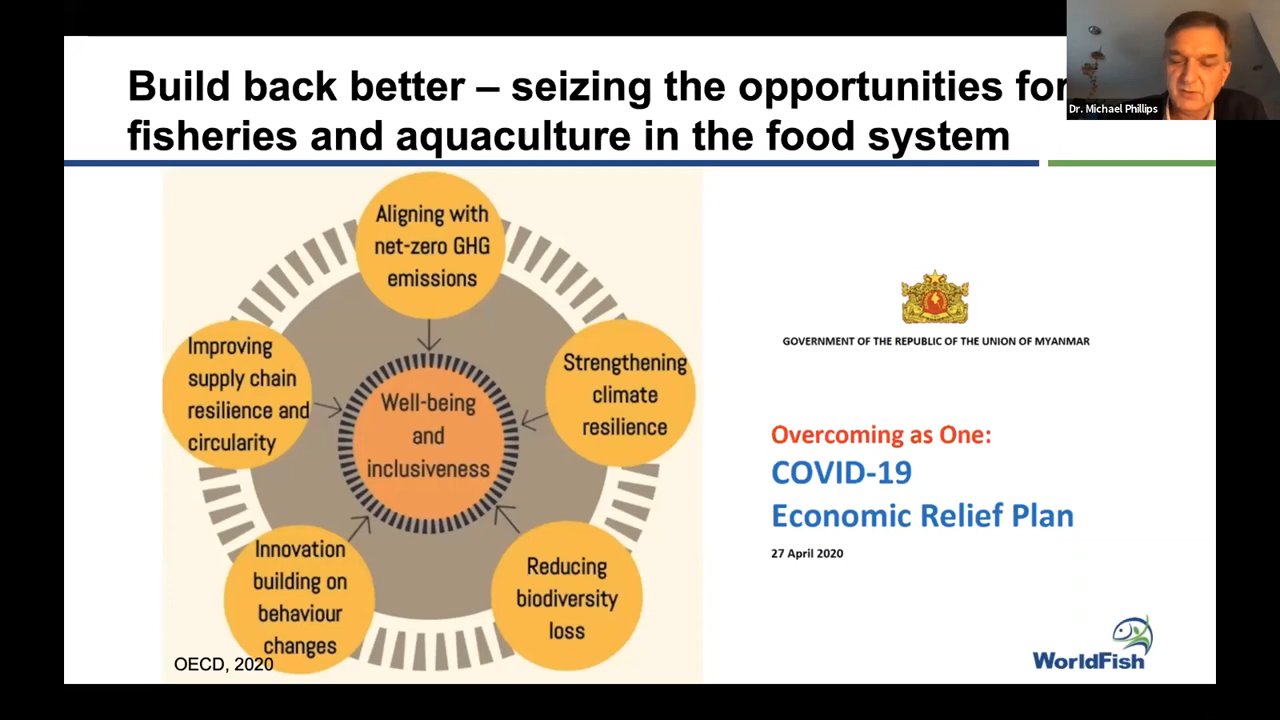 Build back better – seizing the opportunities for
fisheries and aquaculture in the food system
Dr. Michael Phillips
Aligning with
net-zero GHG
emissions
Improving
supply chain
resilience and
circularity
Strengthening
climate
resilience
Well-being
and
inclusiveness
Innovation
building on
behaviour
changes
Reducing
biodiversity
loss
OECD, 2020
GOVERNMENT OF THE REPUBLIC OF THE UNION OF MYANMAR
Overcoming as One:
COVID-19
Economic Relief Plan
27 April 2020
WorldFish